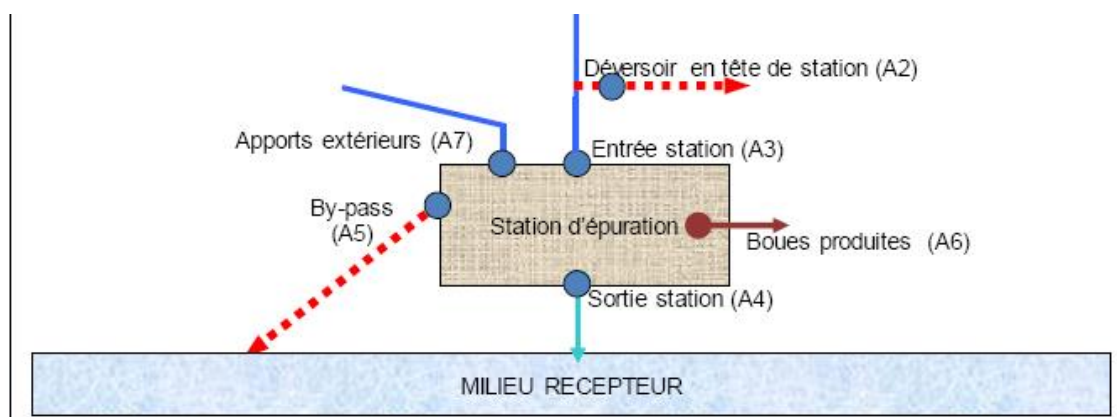 Déversoir en tête de station (A2)
Apports extérieurs (A7)
Entrée station (A3)
By-pass
(A5)
Station d'épuration
Boues produites (A6)
Sortie station (A4)
MILIEU RECEPTEUR